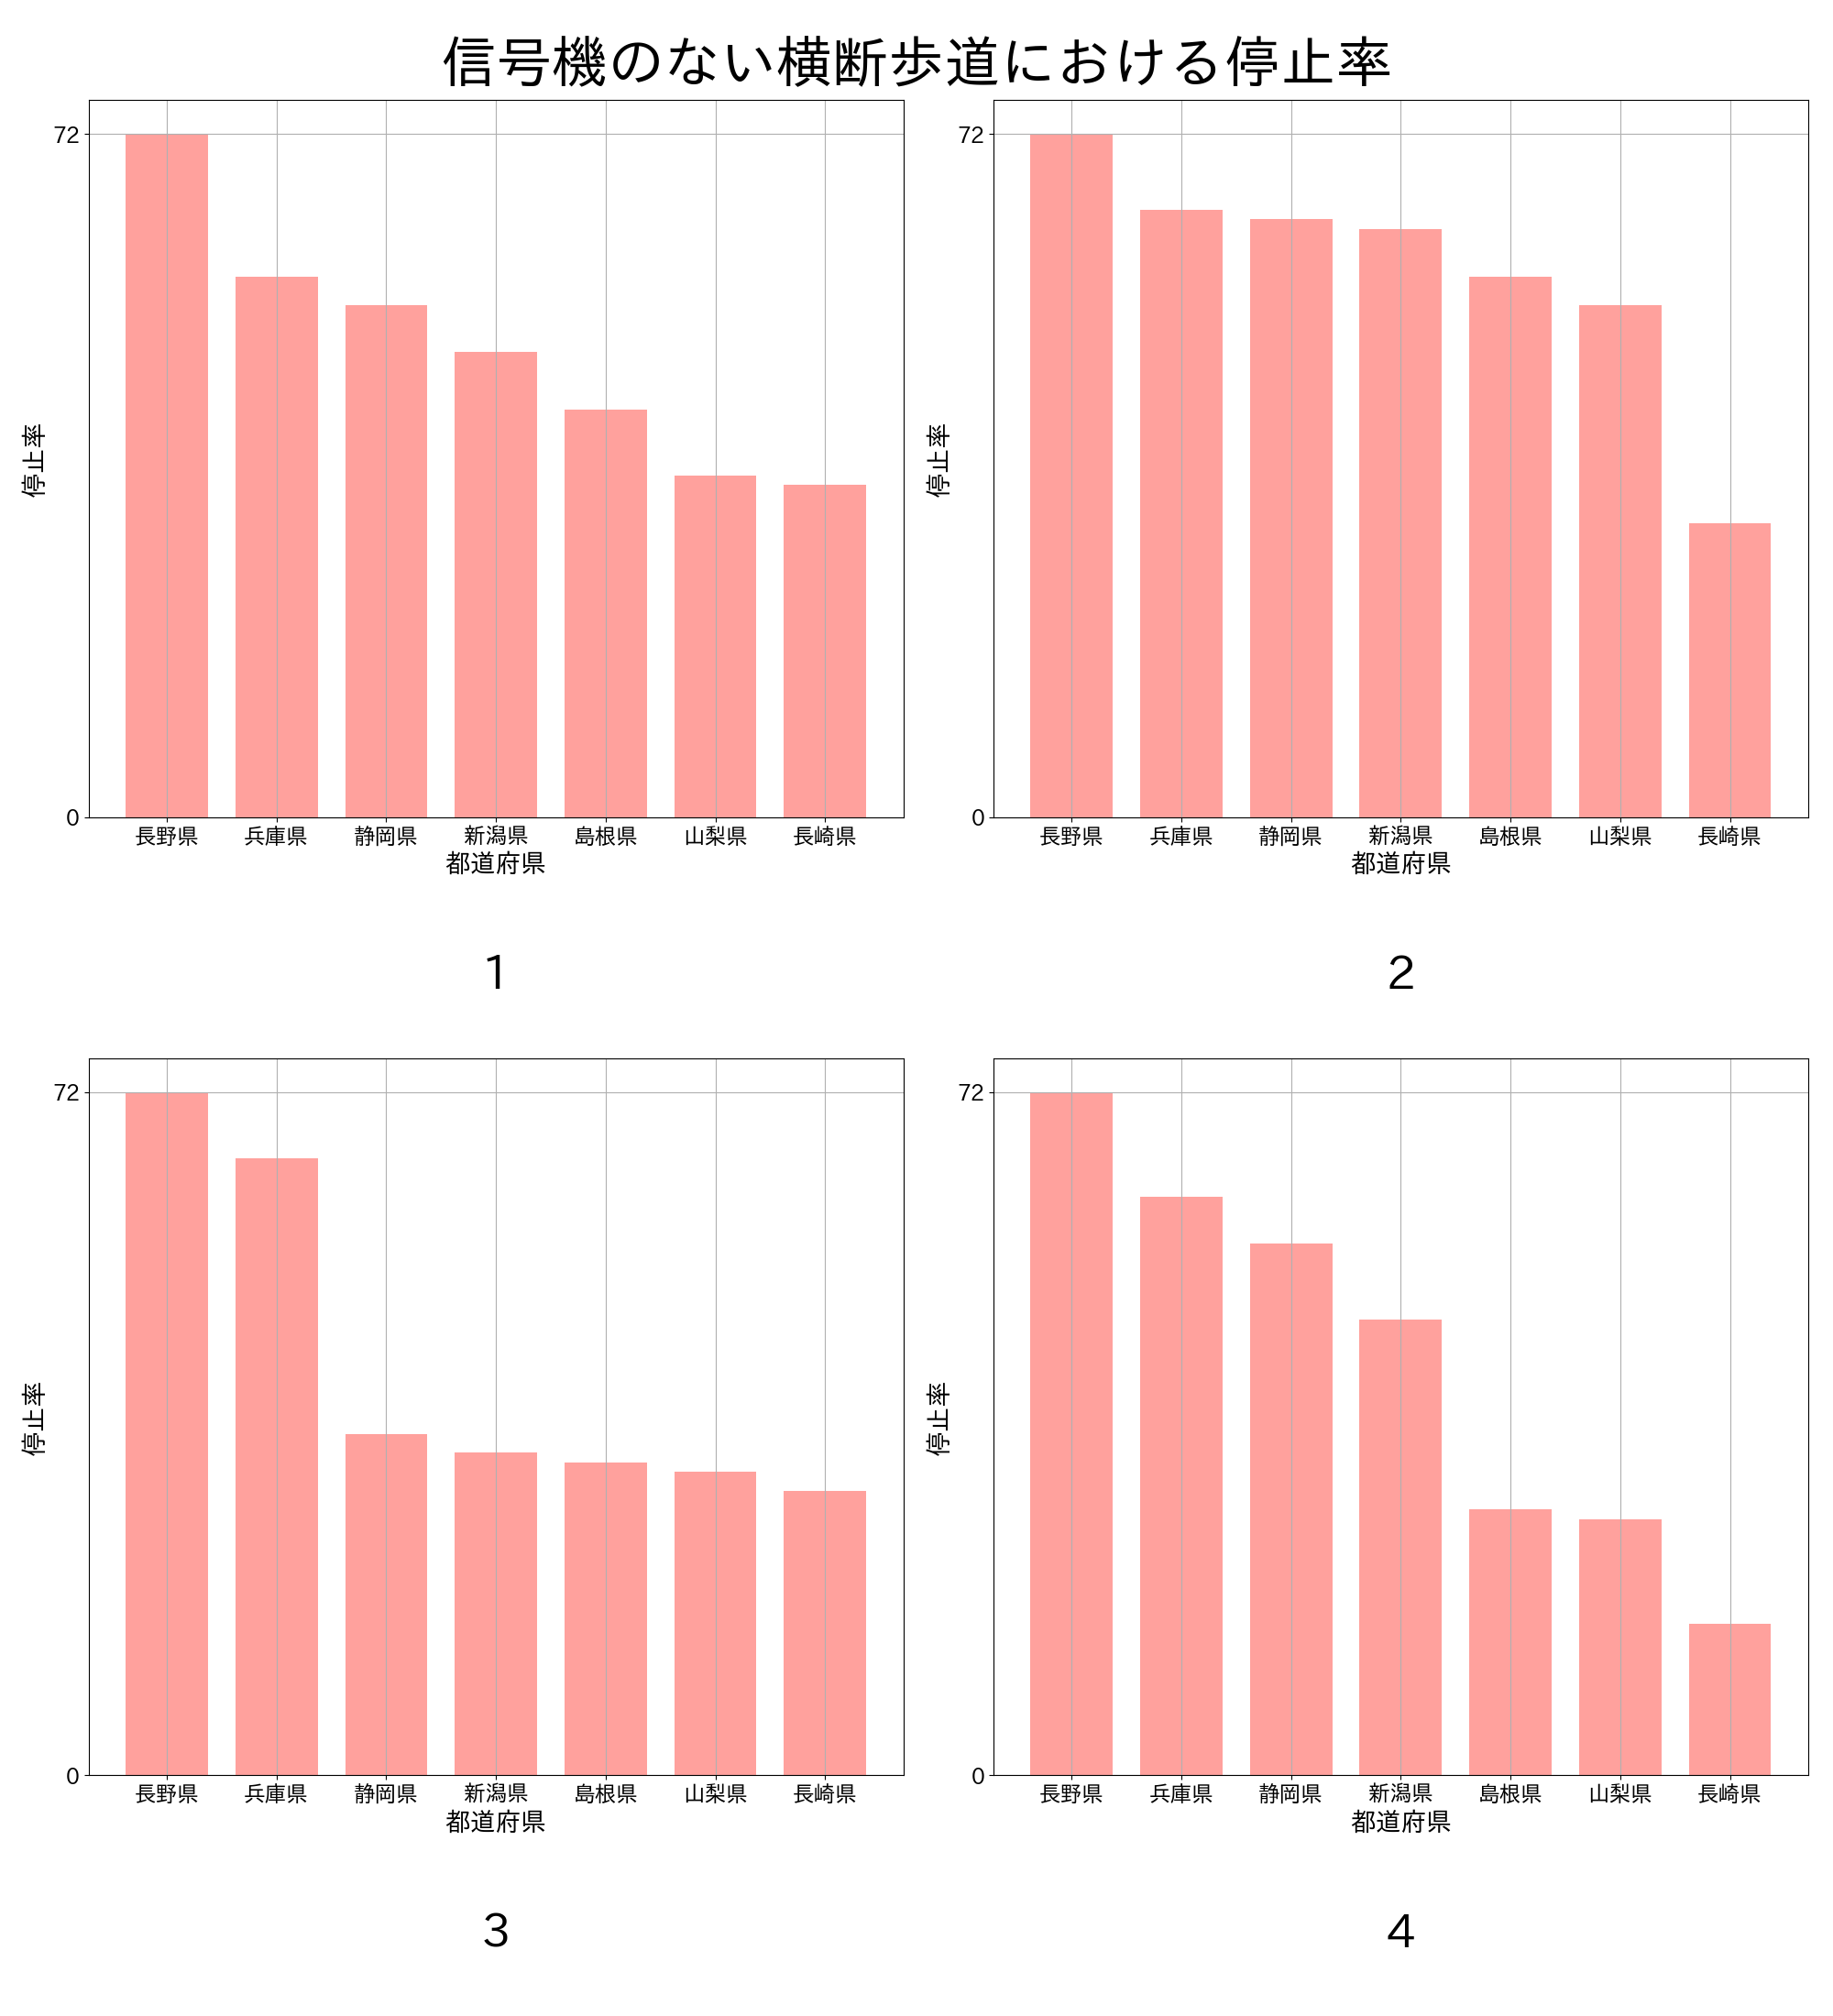 信号機のない横断歩道における停止率
72
停止率
0
長野県 兵庫県 静岡県 新潟県 島根県 山梨県 長崎県
都道府県
1
72
停止率
0
長野県 兵庫県 静岡県 新潟県 島根県 山梨県 長崎県
都道府県
2
72
停止率
0
長野県 兵庫県 静岡県 新潟県 島根県 山梨県 長崎県
都道府県
3
72
停止率
0
長野県 兵庫県 静岡県 新潟県 島根県 山梨県 長崎県
都道府県
4